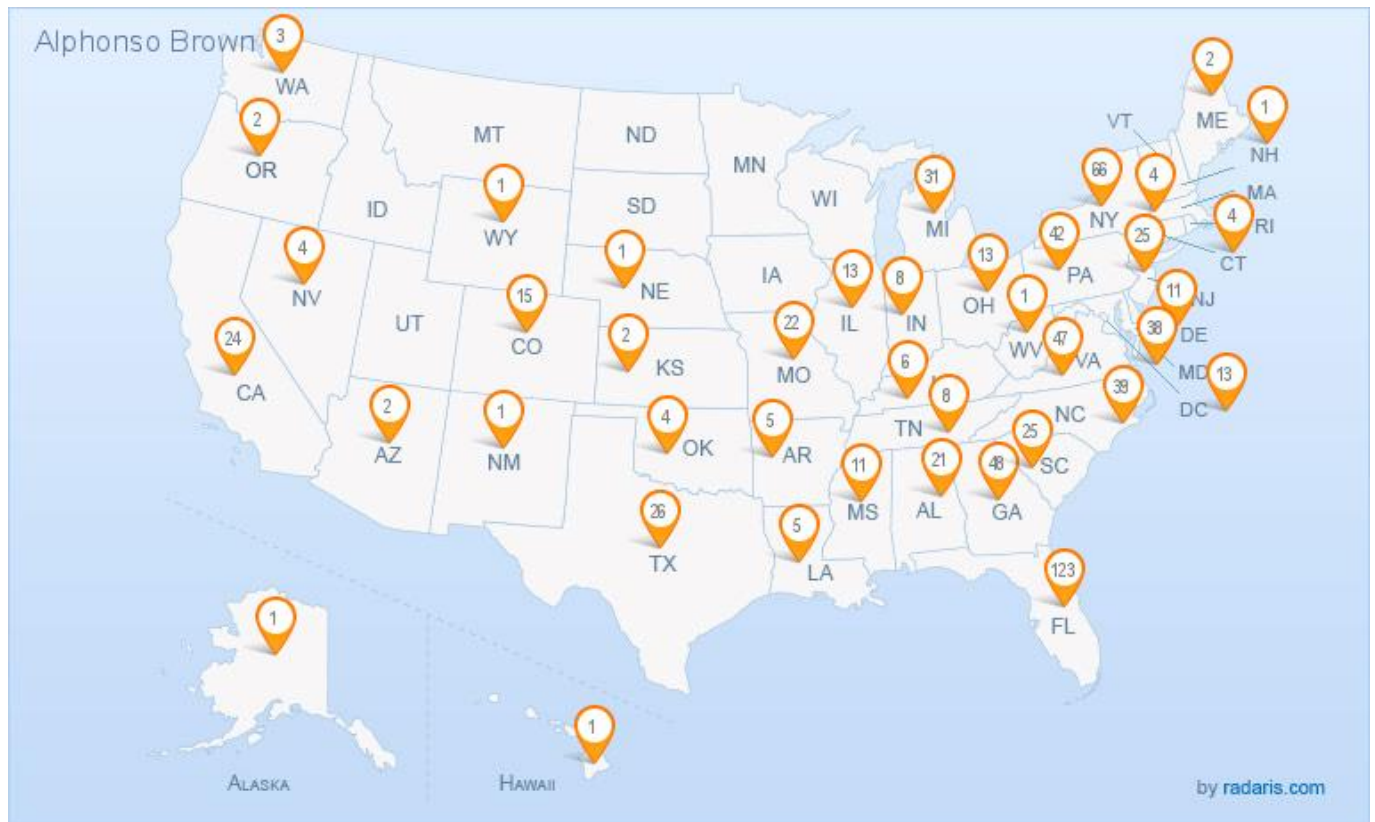 Alphonso Brown
3
WA
2
OR
MT
ND
MN
2
ME
1
NH
VT
66
NY
4
MA
4
RI
CT
1
WY
ID
SD
WI
31
MI
42
PA
25
4
NV
1
NE
IA
13
IL
8
IN
13
OH
11
NJ
15
CO
UT
24
CA
2
KS
22
MO
1
WV
47
VA
38
DE
MD
13
DC
6
8
TN
39
NC
2
AZ
1
NM
4
OK
5
AR
25
SC
11
MS
21
AL
48
GA
26
TX
5
LA
123
FL
1
ALASKA
1
HAWAII
by radaris.com